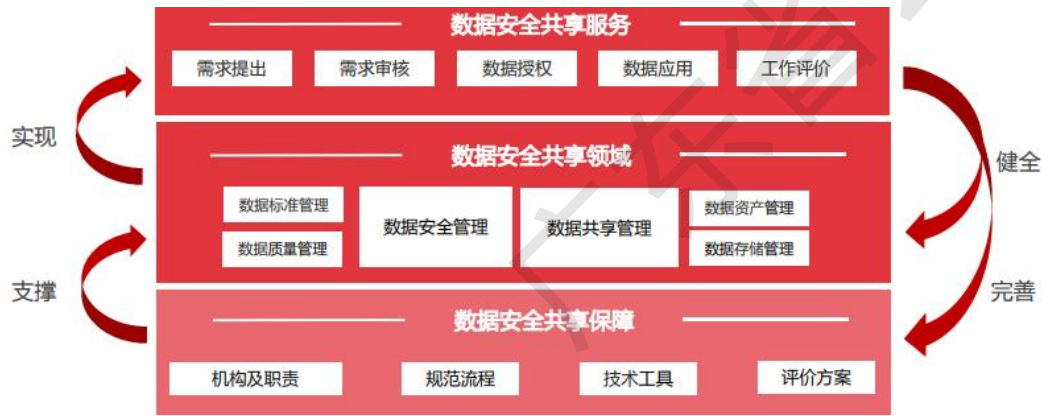 数据安全共享服务
需求提出 需求审核 数据授权 数据应用 工作评价
实现
数据安全共享领域
健全
数据标准管理
数据质量管理
数据安全管理
数据共享管理
数据资产管理
数据存储管理
支撑
完善
数据安全共享保障
机构及职责 规范流程 技术工具 评价方案
广东省